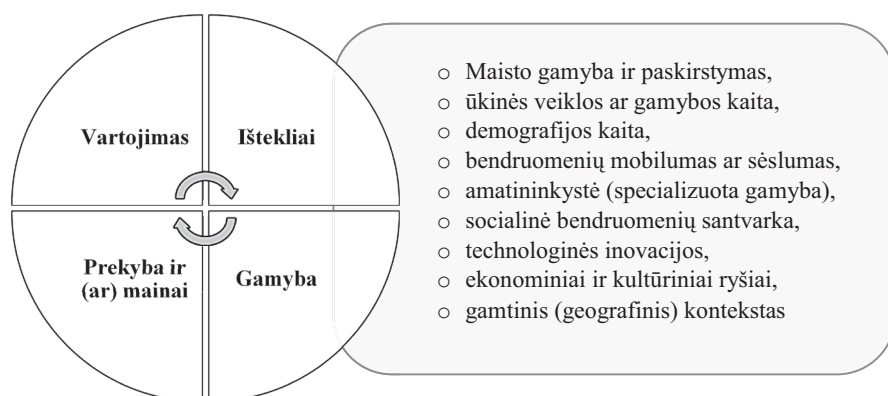 Vartojimas
Ištekliai
Prekyba ir
(ar) mainai
Gamyba
○ Maisto gamyba ir paskirstymas,
○ ūkinės veiklos ar gamybos kaita,
○ demografijos kaita,
○ bendruomenių mobilumas ar sėslumas,
○ amatininkystė (specializuota gamyba),
○ socialinė bendruomenių santvarka,
○ technologinės inovacijos,
○ ekonominiai ir kultūriniai ryšiai,
○ gamtinis (geografinis) kontekstas